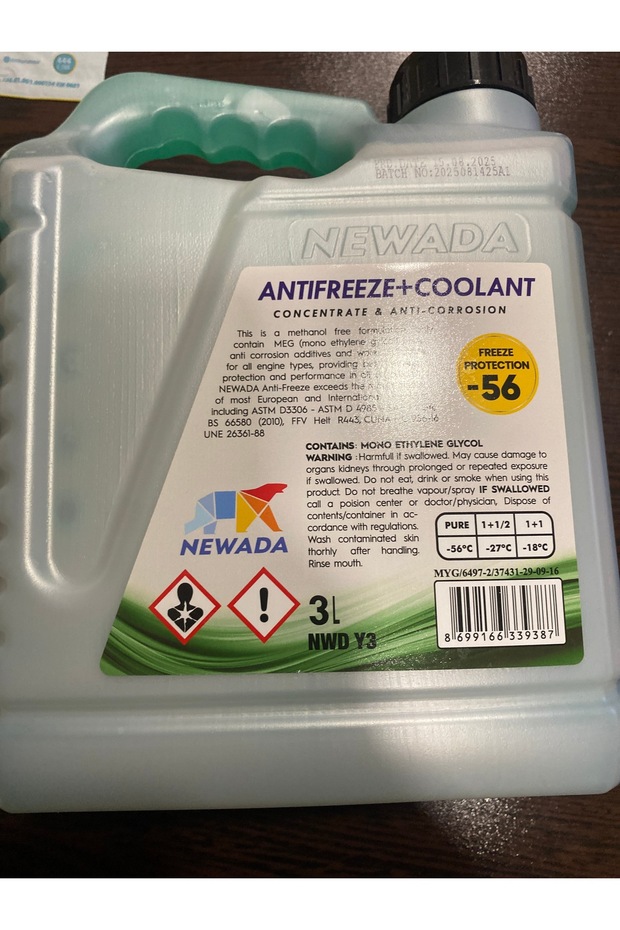 444
15.08.2025
BATCH NO:2025081425A1
NEWADA
ANTIFREEZE+COOLANT
CONCENTRATE & ANTI-CORROSION
This is a methanol free
contain MEG (mono ethylene
anti corrosion additives and
for all engine types, providing
protection and performance in
NEWADA Anti-Freeze exceeds the
of most European and
including ASTM D3306 - ASTM D
BS 66580 (2010), FFV Heft R443,
UNE 26361-88
FREEZE
PROTECTION
-56
CONTAINS: MONO ETHYLENE GLYCOL
WARNING :Harmfull if swallowed. May cause damage to
organs kidneys through prolonged or repeated exposure
if swallowed. Do not eat, drink or smoke when using this
product. Do not breathe vapour/spray IF SWALLOWED
call a poision center or doctor/physician, Dispose of
contents/container in ac-
cordance with regulations.
Wash contaminated skin
thorhly after handling.
Rinse mouth.
PURE 1+1/2 1+1
-56°C -27°C -18°C
NEWADA
MYG/6497-2/37431-29-09-16
3L
NWD Y3
8 699166 339387